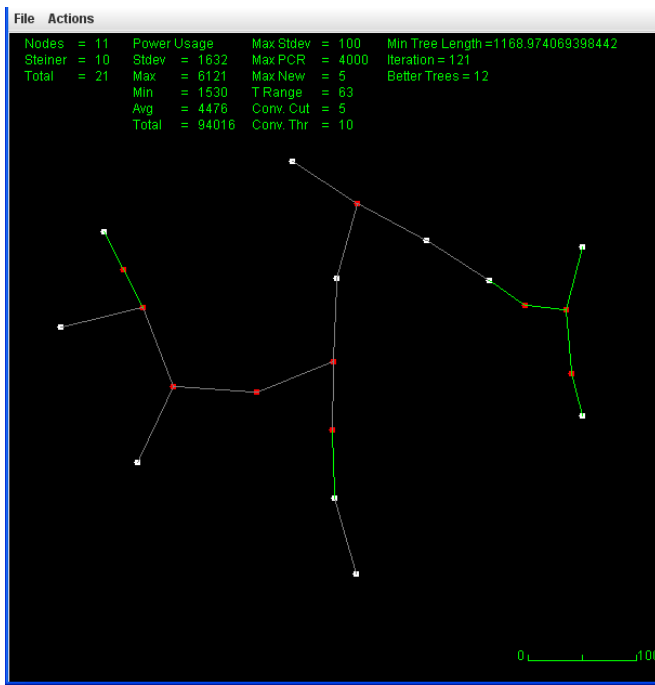 File Actions
Nodes = 11 Power Usage Max Stdev = 100 Min Tree Length =1168.974069398442
Steiner = 10 Stdev = 1632 Max PCR = 4000 Iteration = 121
Total = 21 Max = 6121 Max New = 5 Better Trees = 12
Min = 1530 T Range = 63
Avg = 4476 Conv. Cut = 5
Total = 94016 Conv. Thr = 10
0 100